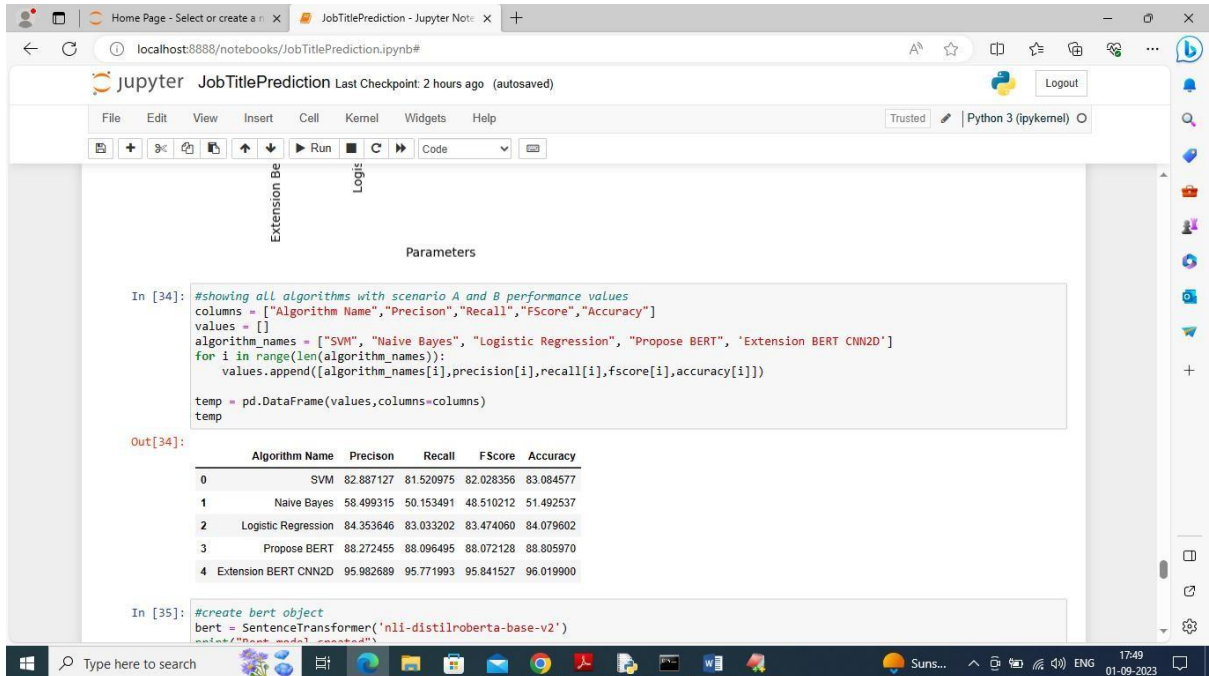 Home Page - Select or create a n
JobTitlePrediction - Jupyter Note
localhost:8888/notebooks/JobTitlePrediction.ipynb#
jupyter JobTitlePrediction Last Checkpoint: 2 hours ago (autosaved)
Logout
File Edit View Insert Cell Kernel Widgets Help
Trusted Python 3 (ipykernel)
Run Code
Extension Be
Logis
Parameters
In [34]: #showing all algorithms with scenario A and B performance values
columns = ["Algorithm Name","Precison","Recall","FScore","Accuracy"]
values = []
algorithm_names = ["SVM", "Naive Bayes", "Logistic Regression", "Propose BERT", 'Extension BERT CNN2D']
for i in range(len(algorithm_names)):
values.append([algorithm_names[i],precision[i],recall[i],fscore[i],accuracy[i]])
temp = pd.DataFrame(values,columns=columns)
temp
Out[34]:
Algorithm Name Precison Recall FScore Accuracy
0 SVM 82.887127 81.520975 82.028356 83.084577
1 Naive Bayes 58.499315 50.153491 48.510212 51.492537
2 Logistic Regression 84.353646 83.033202 83.474060 84.079602
3 Propose BERT 88.272455 88.096495 88.072128 88.805970
4 Extension BERT CNN2D 95.982689 95.771993 95.841527 96.019900
In [35]: #create bert object
bert = SentenceTransformer('nli-distilroberta-base-v2')
print("Bert model created")
Type here to search
Suns...
ENG
17:49
01-09-2023